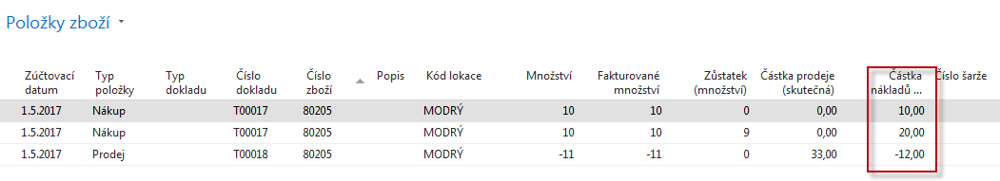 Položky zboží
Zúčtovací datum Typ položky Typ dokladu Číslo dokladu Číslo zboží Popis Kód lokace Množství Fakturované množství Zůstatek (množství) Částka prodeje (skutečná) Částka nákladů ... Číslo šarže
1.5.2017 Nákup T00017 80205 MODRÝ 10 10 0 0,00 10,00
1.5.2017 Nákup T00017 80205 MODRÝ 10 10 9 0,00 20,00
1.5.2017 Prodej T00018 80205 MODRÝ -11 -11 0 33,00 -12,00